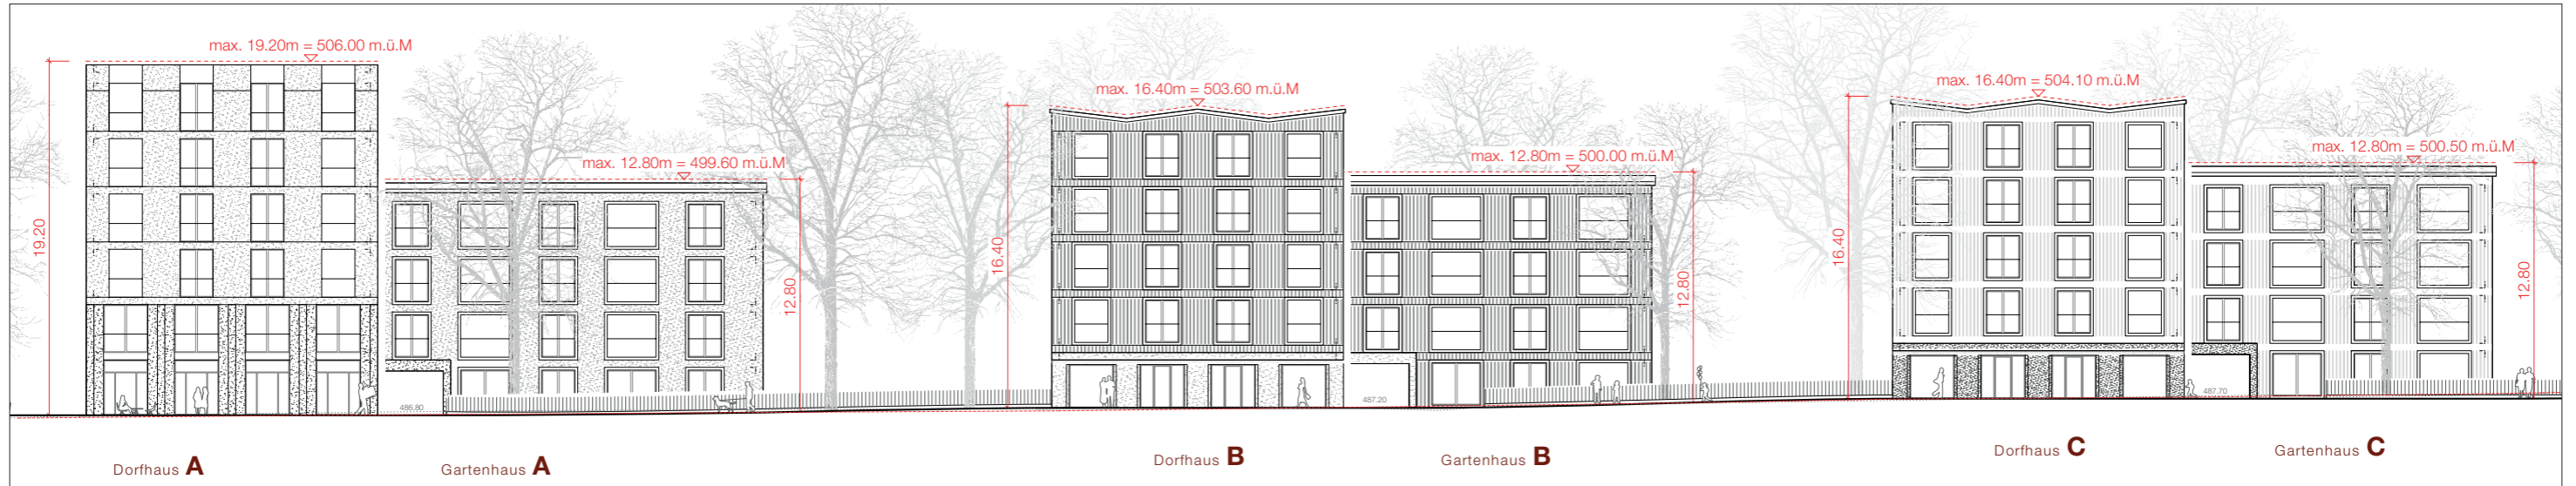 max. 19.20m = 506.00 m.ü.M
19.20
max. 12.80m = 499.60 m.ü.M
12.80
486.80
max. 16.40m = 503.60 m.ü.M
16.40
max. 12.80m = 500.00 m.ü.M
12.80
487.20
max. 16.40m = 504.10 m.ü.M
16.40
max. 12.80m = 500.50 m.ü.M
12.80
487.70
Dorfhaus A
Gartenhaus A
Dorfhaus B
Gartenhaus B
Dorfhaus C
Gartenhaus C